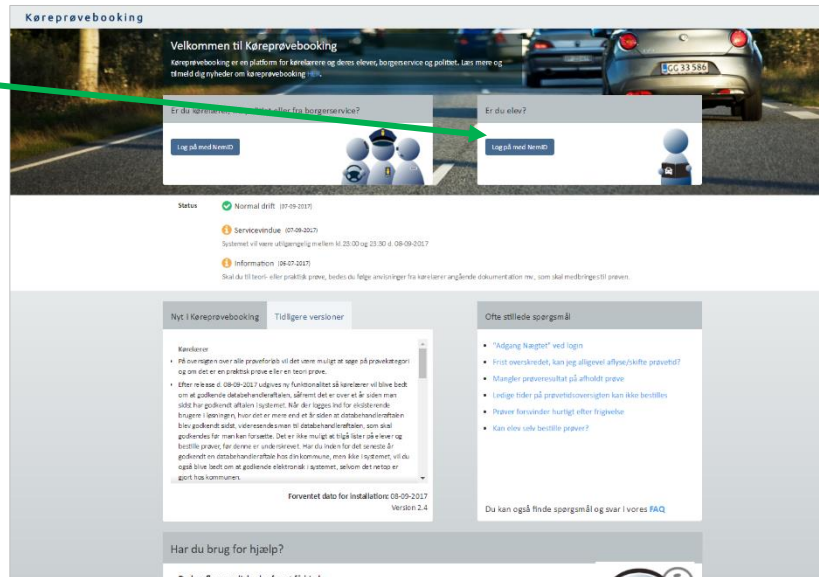 Køreprøvebooking
Velkommen til Køreprøvebooking
Køreprøvebooking er en platform for kørelærere og deres elever, borgerservice og politiet. Læs mere og
tilmeld dig nyheder om køreprøvebooking
GG 33 586
Er du kørelærer, politiet eller fra borgerservice?
Log på med NemID
Er du elev?
Log på med NemID
Status
Normal drift (07-09-2017)
Servicevindue (07-09-2017)
Systemet vil være utilgængelig mellem kl 23:00 og 23:30 d. 08-09-2017
Information (06-07-2017)
Skal du til teori- eller praktisk prøve, bedes du følge anvisninger fra kørelærer angående dokumentation mv., som skal medbringes til prøven.
Nyt i Køreprøvebooking
Tidligere versioner
Kørelærer
• På oversigten over alle prøveforløb vil det være muligt at søge på prøvekategori
og om det er en praktisk prøve eller en teori prøve.
• Efter release d. 08-09-2017 udgives ny funktionalitet så kørelærer vil blive bedt
om at godkende databehandleraftalen, såfremt det er over et år siden man
sidst har godkendt aftalen i systemet. Når der logges ind for eksisterende
brugere i løsningen, hvor det er mere end et år siden at databehandleraftalen
blev godkendt sidst, videresendes man til databehandleraftalen, som skal
godkendes før man kan forsætte. Det er ikke muligt at tilgå lister på elever og
bestille prøver, før denne er underskrevet. Har du inden for det seneste år
godkendt en databehandleraftale hos din kommune, men ikke i systemet, vil du
også blive bedt om at godkende elektronisk i systemet, selvom det netop er
gjort hos kommunen.
Forventet dato for installation: 08-09-2017
Version 2.4
Ofte stillede spørgsmål
• "Adgang Nægtet" ved login
• Frist overskredet, kan jeg alligevel aflyse/skifte prøvetid?
• Mangler prøveresultat på afholdt prøve
• Ledige tider på prøvetidsoversigten kan ikke bestilles
• Prøver forsvinder hurtigt efter frigivelse
• Kan elev selv bestille prøver?
Du kan også finde spørgsmål og svar i vores FAQ
Har du brug for hjælp?